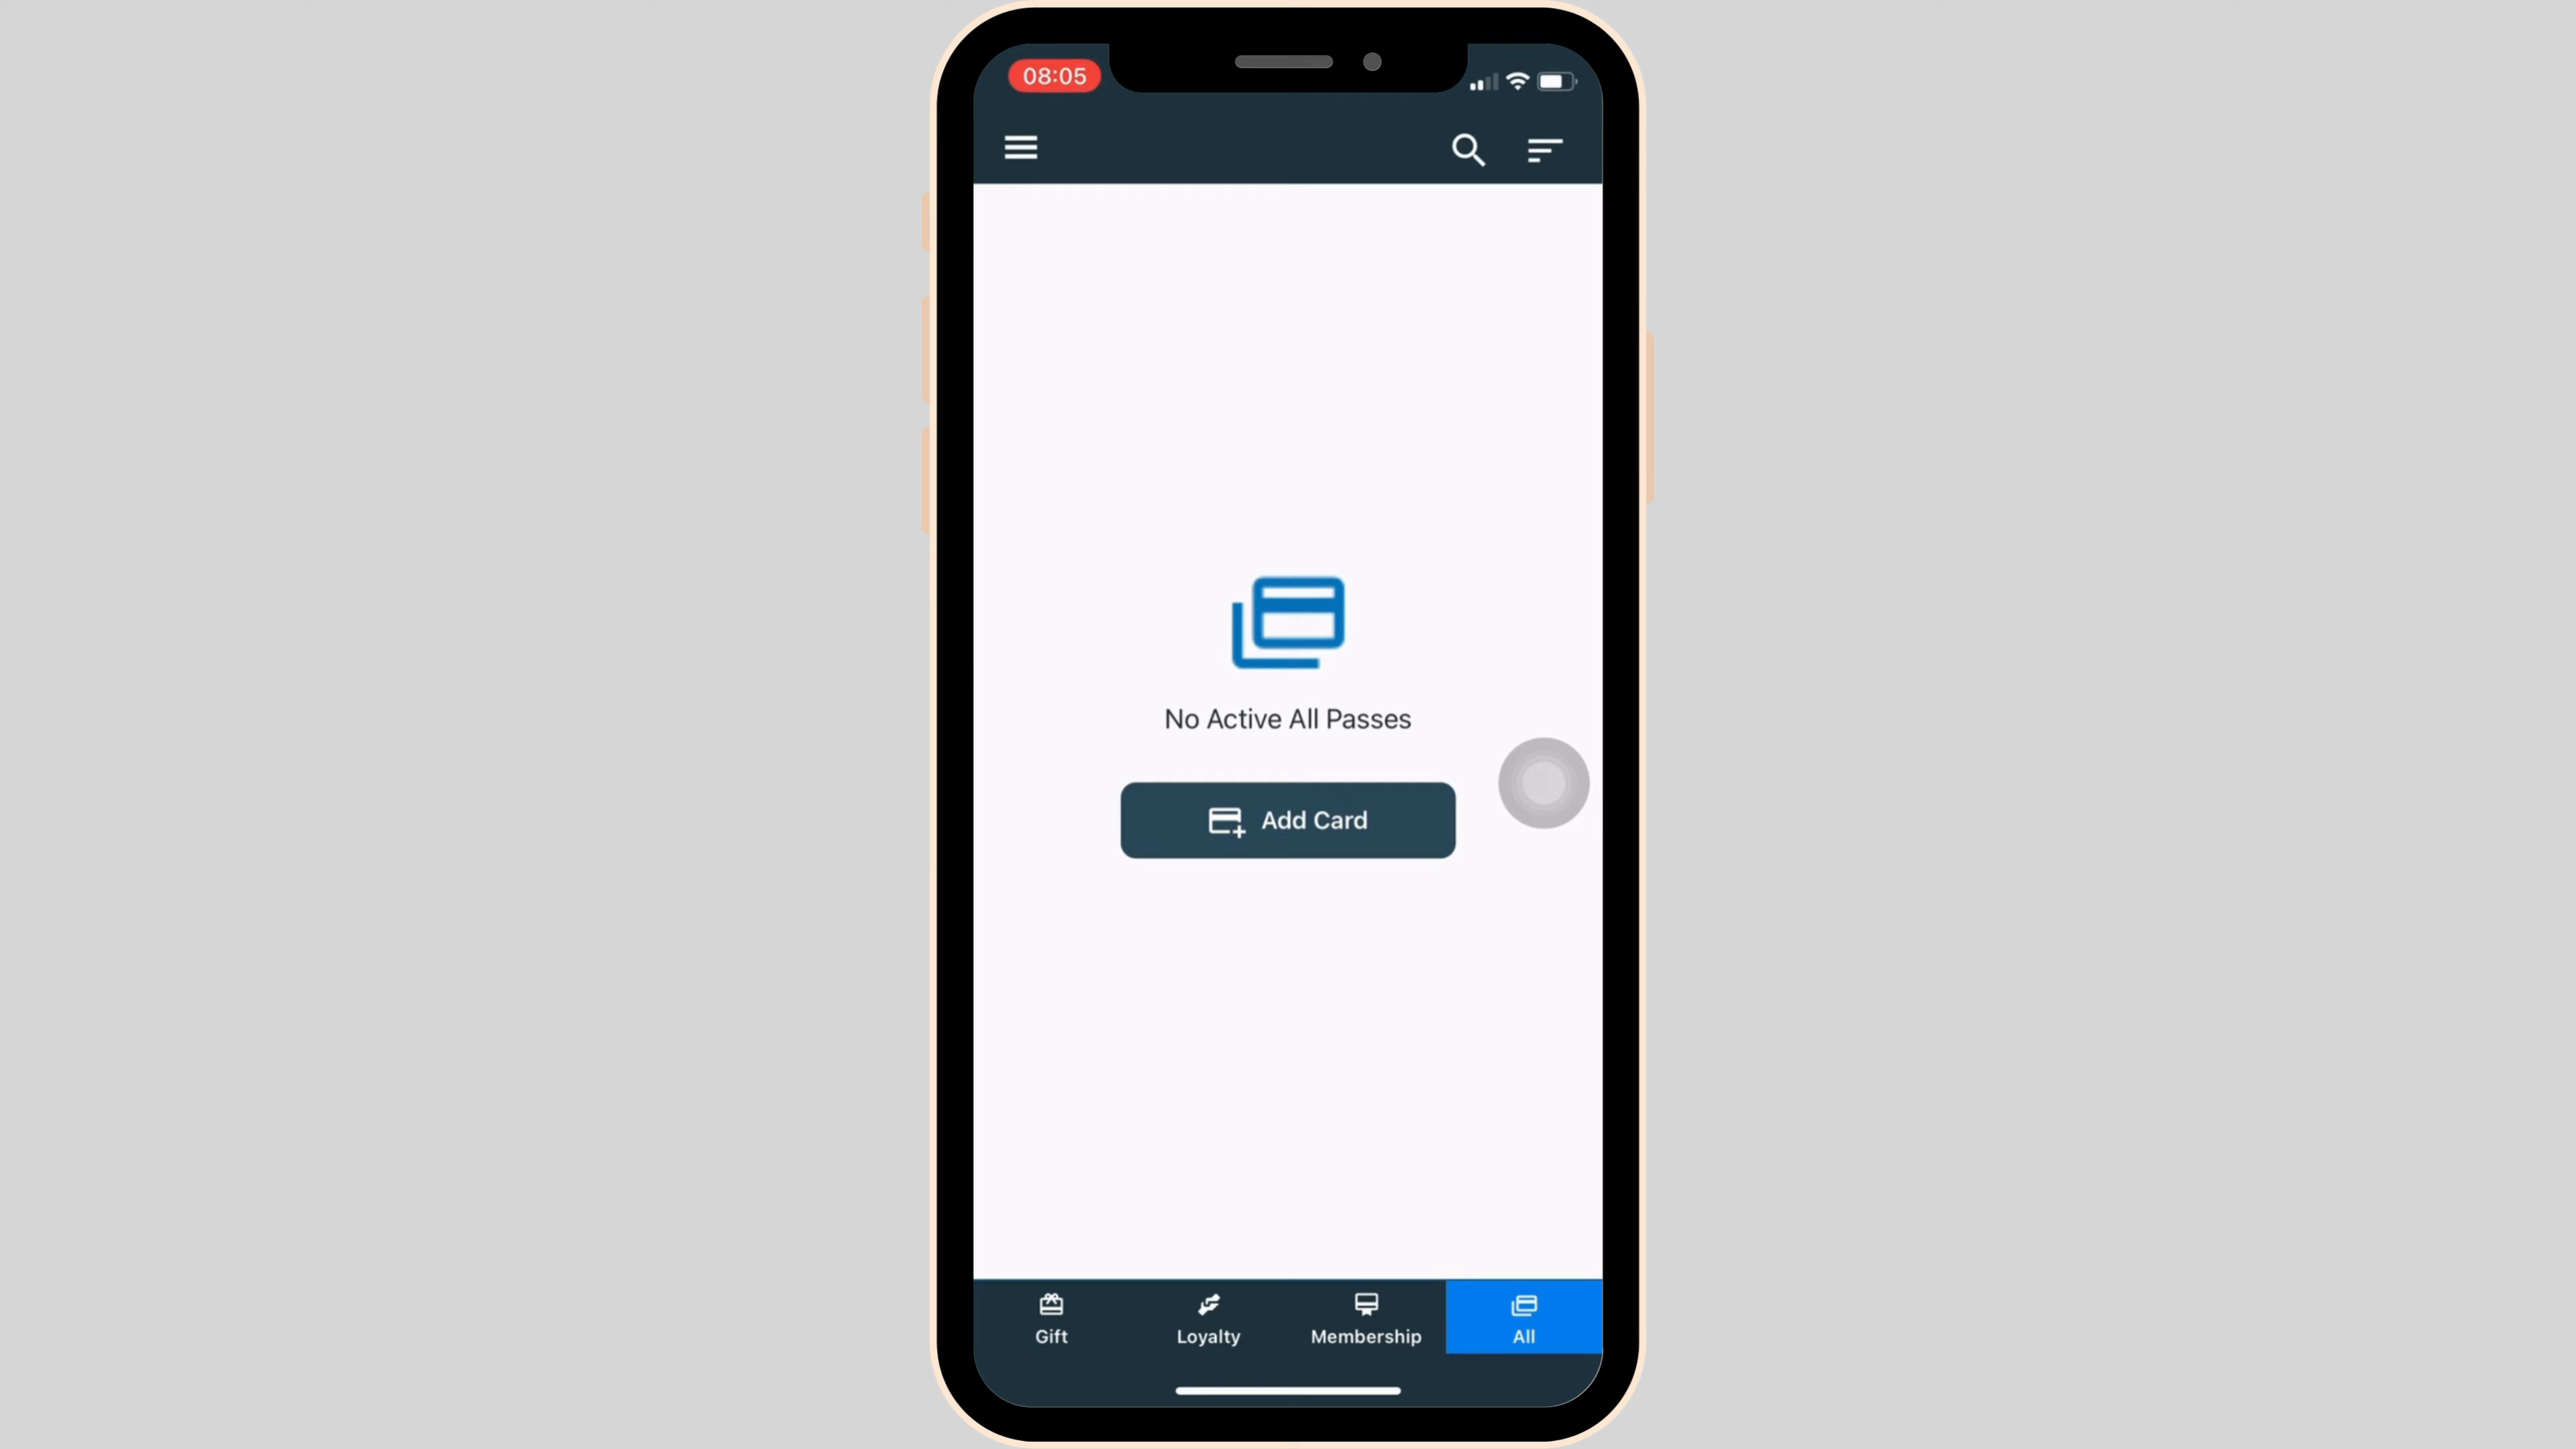 08:05
No Active All Passes
Add Card
Gift
Loyalty
Membership
All